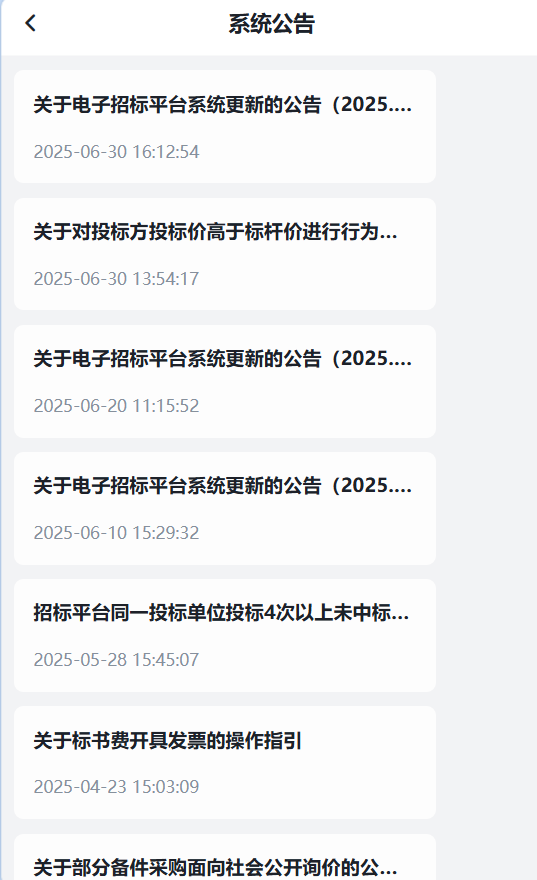 系统公告
关于电子招标平台系统更新的公告（2025....
2025-06-30 16:12:54
关于对投标方投标价高于标杆价进行行为...
2025-06-30 13:54:17
关于电子招标平台系统更新的公告（2025....
2025-06-20 11:15:52
关于电子招标平台系统更新的公告（2025....
2025-06-10 15:29:32
招标平台同一投标单位投标4次以上未中标...
2025-05-28 15:45:07
关于标书费开具发票的操作指引
2025-04-23 15:03:09
关于部分备件采购面向社会公开询价的公...